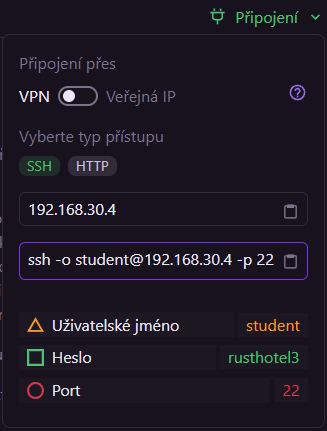 Připojení
Připojení přes
VPN Veřejná IP
Vyberte typ přístupu
SSH HTTP
192.168.30.4
ssh -o student@192.168.30.4 -p 22
Uživatelské jméno student
Heslo rusthotel3
Port 22